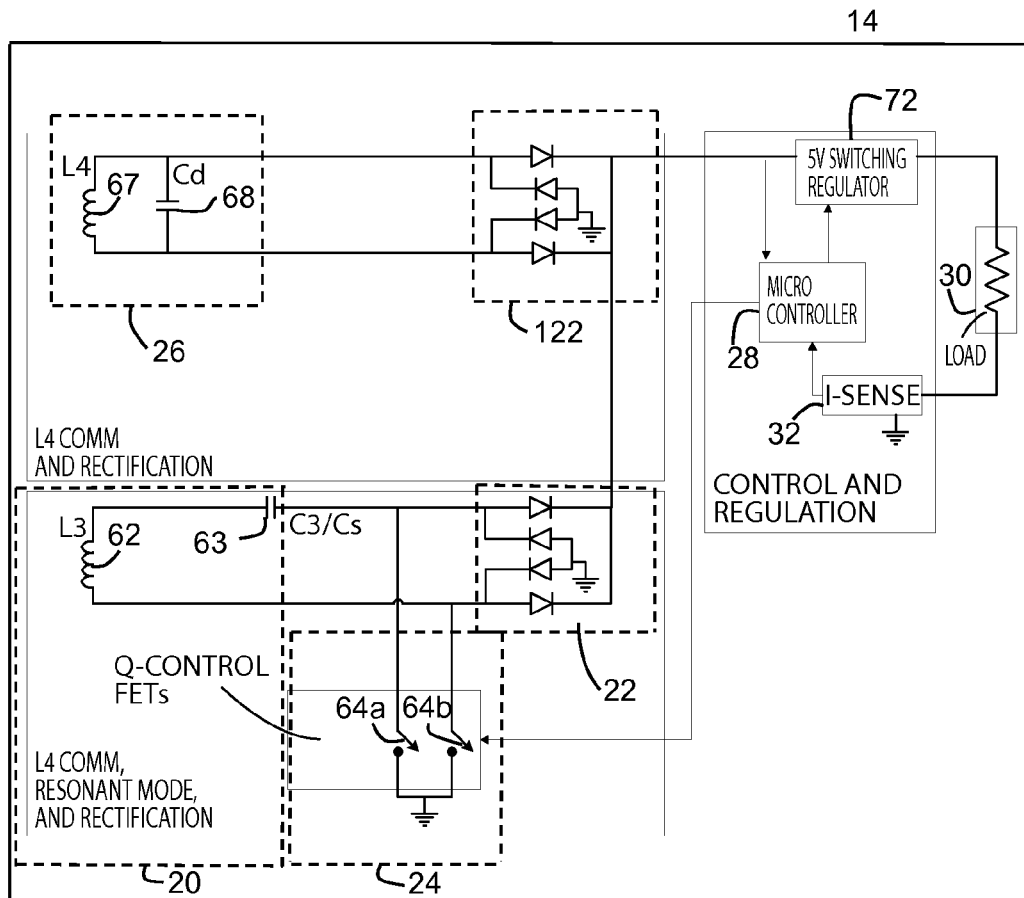 14
72
L4
67
Cd
68
5V SWITCHING
REGULATOR
MICRO
CONTROLLER
28
30
LOAD
26
122
I-SENSE
32
L4 COMM
AND RECTIFICATION
CONTROL AND
REGULATION
L3
62
63
C3/Cs
22
Q-CONTROL
FETs
64a
64b
L4 COMM,
RESONANT MODE,
AND RECTIFICATION
20
24